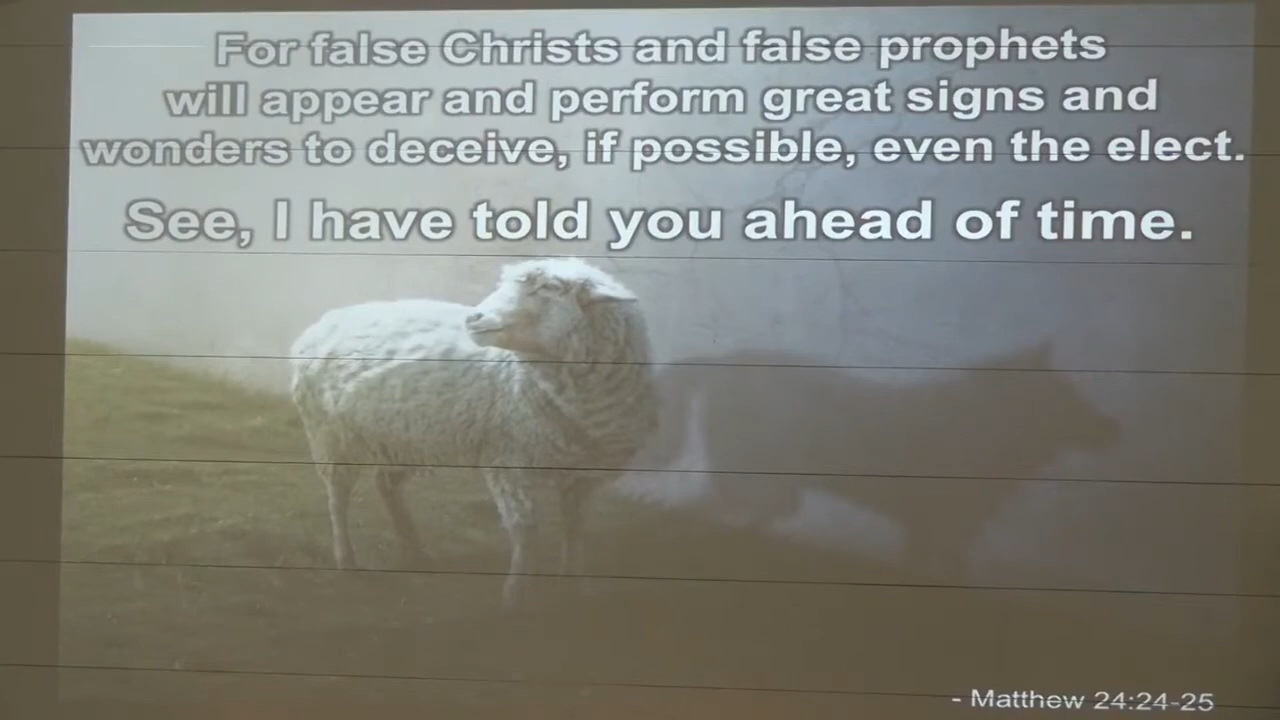 For false Christs and false prophets
will appear and perform great signs and
wonders to deceive, if possible, even the elect.
See, I have told you ahead of time.
- Matthew 24:24-25